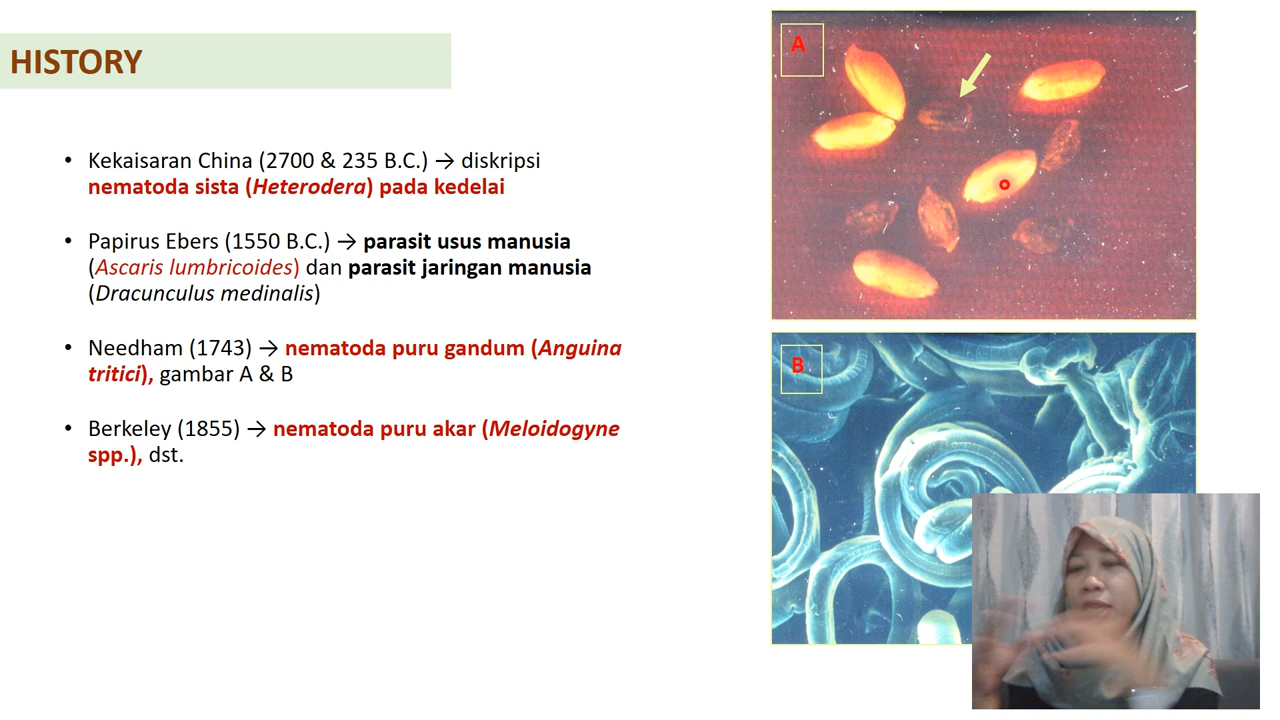 HISTORY
• Kekaisaran China (2700 & 235 B.C.) → diskripsi
nematoda sista (Heterodera) pada kedelai
• Papirus Ebers (1550 B.C.) → parasit usus manusia
(Ascaris lumbricoides) dan parasit jaringan manusia
(Dracunculus medinalis)
• Needham (1743) → nematoda puru gandum (Anguina
tritici), gambar A & B
• Berkeley (1855) → nematoda puru akar (Meloidogyne
spp.), dst.
A
B